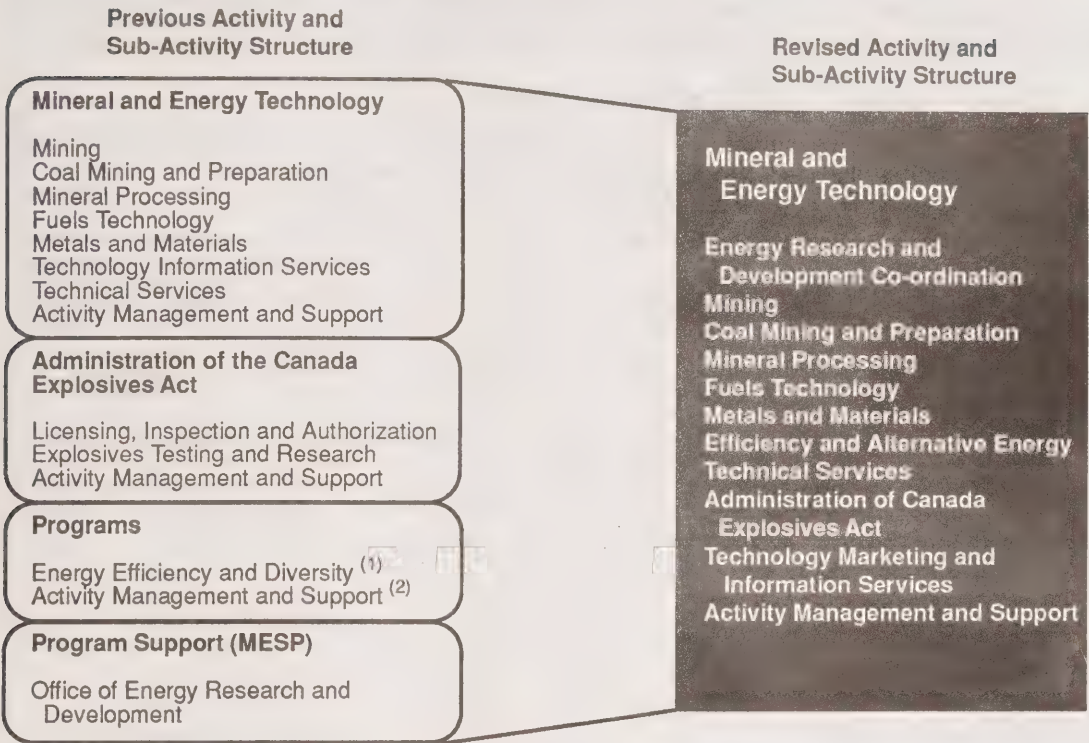 Previous Activity and
Sub-Activity Structure
Mineral and Energy Technology
Mining
Coal Mining and Preparation
Mineral Processing
Fuels Technology
Metals and Materials
Technology Information Services
Technical Services
Activity Management and Support
Administration of the Canada
Explosives Act
Licensing, Inspection and Authorization
Explosives Testing and Research
Activity Management and Support
Programs
Energy Efficiency and Diversity (1)
Activity Management and Support (2)
Program Support (MESP)
Office of Energy Research and
Development
Revised Activity and
Sub-Activity Structure
Mineral and
Energy Technology
Energy Research and
Development Co-ordination
Mining
Coal Mining and Preparation
Mineral Processing
Fuels Technology
Metals and Materials
Efficiency and Alternative Energy
Technical Services
Administration of Canada
Explosives Act
Technology Marketing and
Information Services
Activity Management and Support